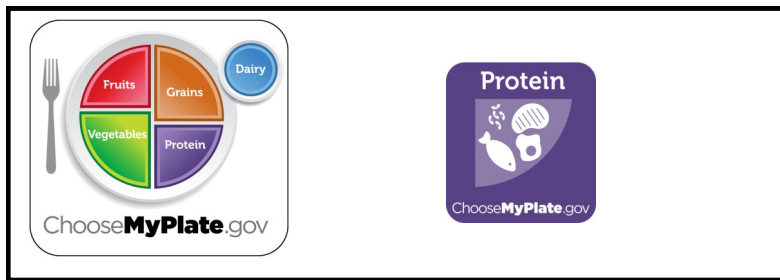 Fruits
Grains
Dairy
Vegetables
Protein
ChooseMyPlate.gov
Protein
ChooseMyPlate.gov